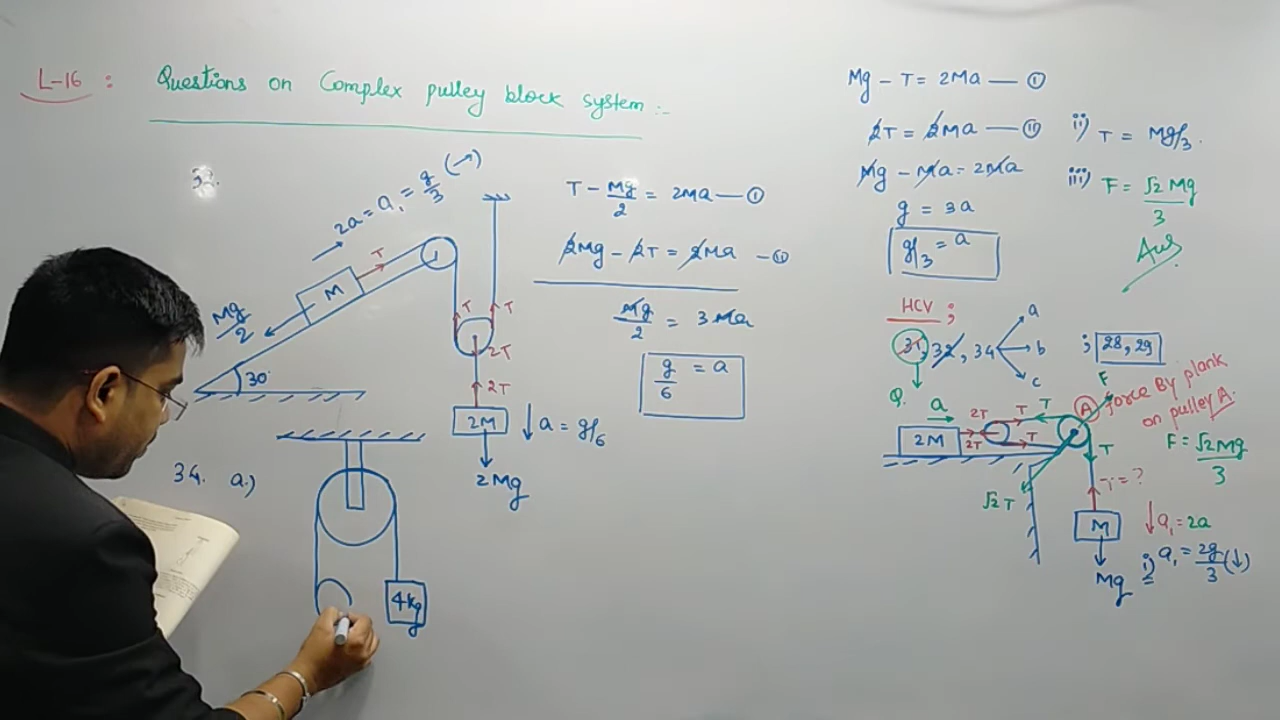 L-16 : Questions on Complex pulley block system :-
32.
2a = a₁ = g/3 (↗)
T
M
Mg/2
30°
T T
2T
2T
2M
↓ a = g/6
2Mg
T - Mg/2 = 2Ma — ①
2Mg - 2T = 2Ma — ②
Mg/2 = 3Ma
g/6 = a
34. a.)
4kg
Mg - T = 2Ma — ①
2T = 2Ma — ②
Mg - Ma = 2Ma
g = 3a
g/3 = a
ii) T = Mg/3.
iii) F = √2 Mg/3
Ans
HCV ;
31, 32, 34
a
b
c
; 28, 29
Q.
a
2M
2T T T
2T T
A
F
Force By plank on pulley A.
F = √2Mg/3
T
√2 T
T = ?
M
↓ a₁ = 2a
Mg
i) a₁ = 2g/3 (↓)